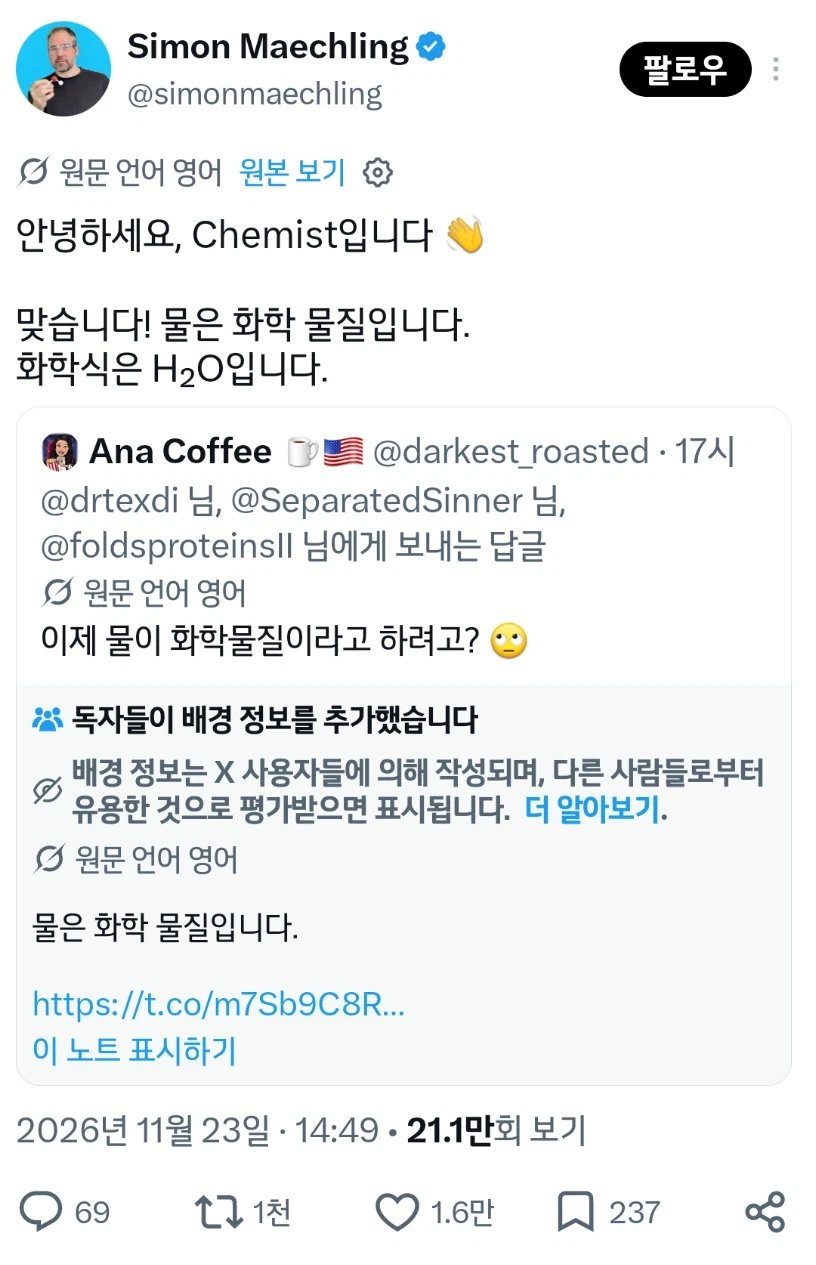 Simon Maechling
팔로우
@simonmaechling
원문 언어 영어 원본 보기
안녕하세요, Chemist입니다 👋
맞습니다! 물은 화학 물질입니다.
화학식은 H₂O입니다.
Ana Coffee ☕🇺🇸 @darkest_roasted · 17시
@drtexdi 님, @SeparatedSinner 님,
@foldsproteinsII 님에게 보내는 답글
원문 언어 영어
이제 물이 화학물질이라고 하려고? 🙄
독자들이 배경 정보를 추가했습니다
배경 정보는 X 사용자들에 의해 작성되며, 다른 사람들로부터
유용한 것으로 평가받으면 표시됩니다. 더 알아보기.
원문 언어 영어
물은 화학 물질입니다.
https://t.co/m7Sb9C8R...
이 노트 표시하기
2026년 11월 23일 · 14:49 • 21.1만회 보기
69 1천 1.6만 237